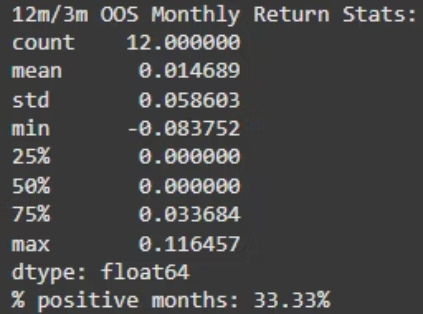 12m/3m OOS Monthly Return Stats:
count    12.000000
mean      0.014689
std       0.058603
min      -0.083752
25%       0.000000
50%       0.000000
75%       0.033684
max       0.116457
dtype: float64
% positive months: 33.33%